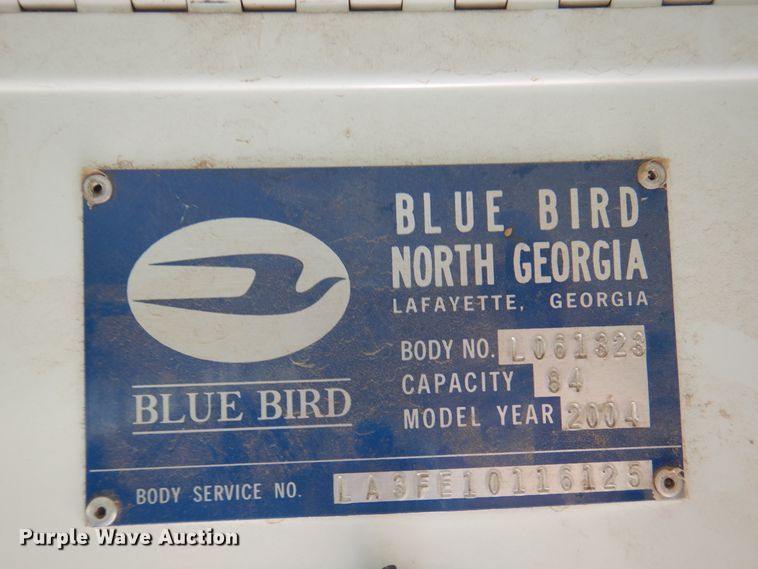 BLUE BIRD
BLUE BIRD
NORTH GEORGIA
LAFAYETTE, GEORGIA
BODY NO. L061323
CAPACITY 84
MODEL YEAR 2004
BODY SERVICE NO. LA3FE10116125
Purple Wave Auction